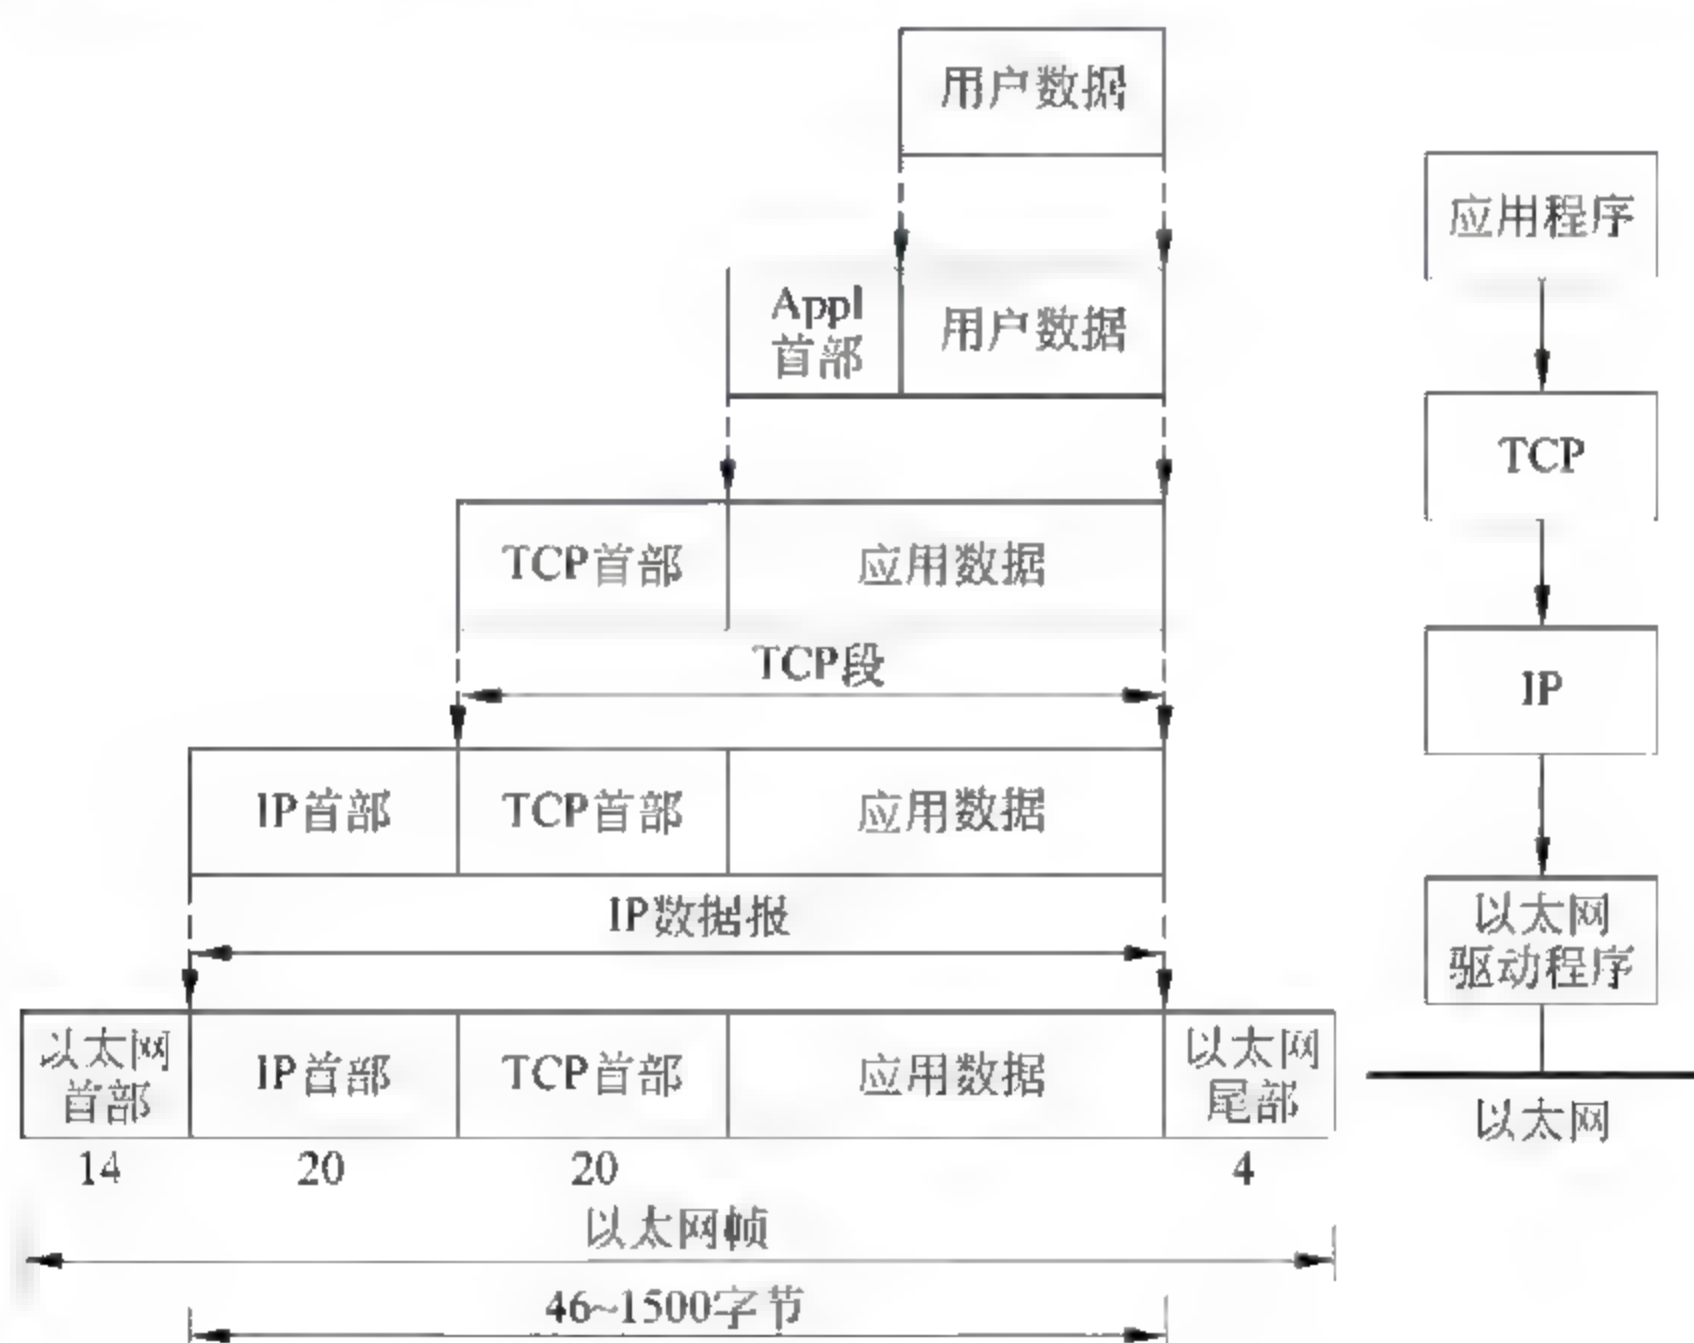 用户数据
应用程序
Appl
首部
用户数据
TCP
TCP首部
应用数据
TCP段
IP
IP首部
TCP首部
应用数据
IP数据报
以太网
驱动程序
以太网
首部
IP首部
TCP首部
应用数据
以太网
尾部
以太网
14
20
20
4
以太网帧
46~1500字节